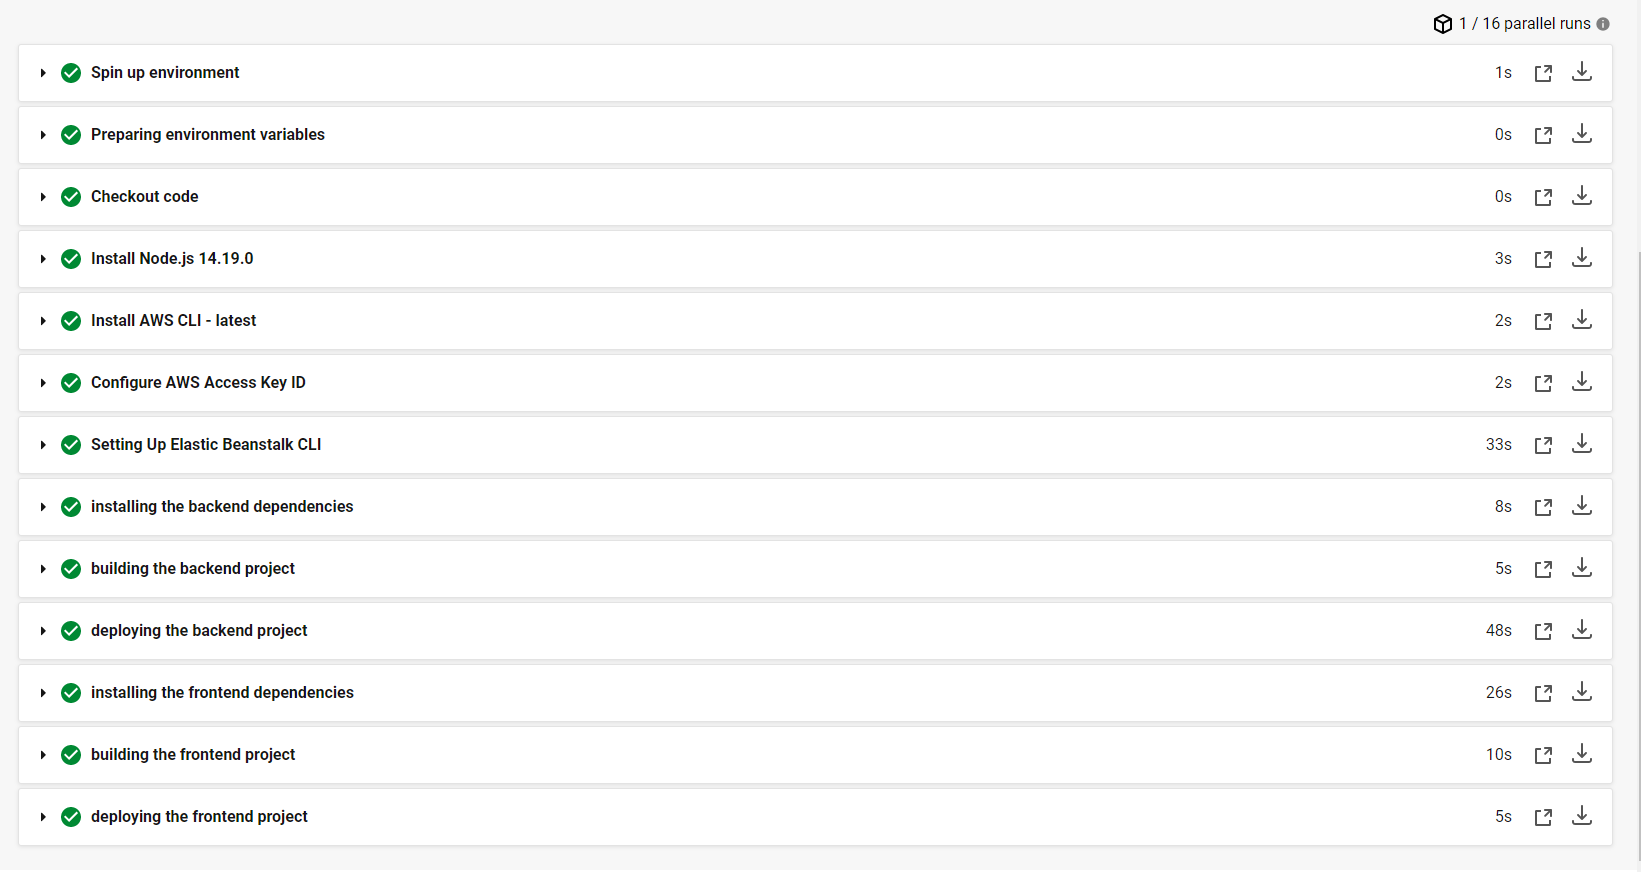 1 / 16 parallel runs
Spin up environment 1s
Preparing environment variables 0s
Checkout code 0s
Install Node.js 14.19.0 3s
Install AWS CLI - latest 2s
Configure AWS Access Key ID 2s
Setting Up Elastic Beanstalk CLI 33s
installing the backend dependencies 8s
building the backend project 5s
deploying the backend project 48s
installing the frontend dependencies 26s
building the frontend project 10s
deploying the frontend project 5s